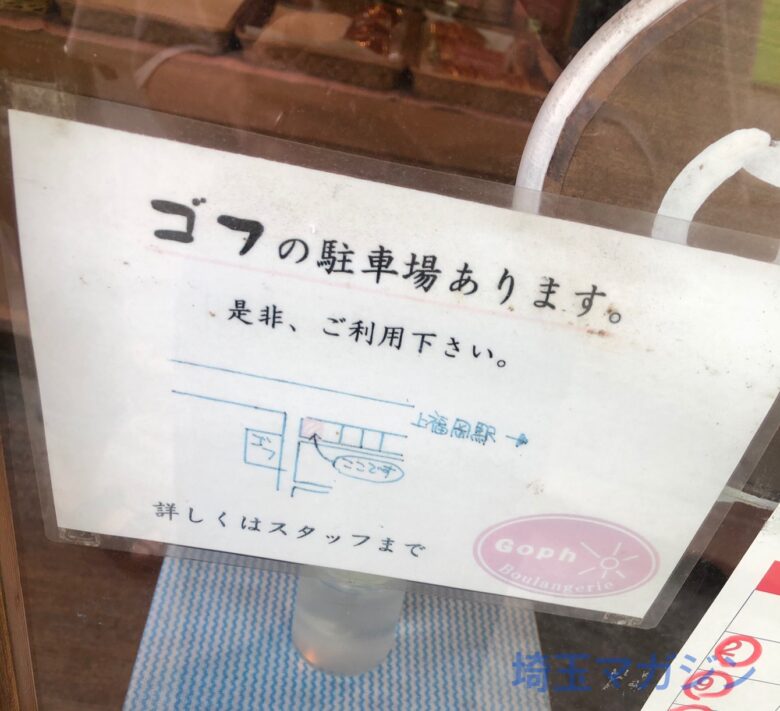 ゴフの駐車場あります。
是非、ご利用下さい。
上福岡駅→
ゴフ
ここです
詳しくはスタッフまで
Goph
Boulangerie
埼玉マガジン